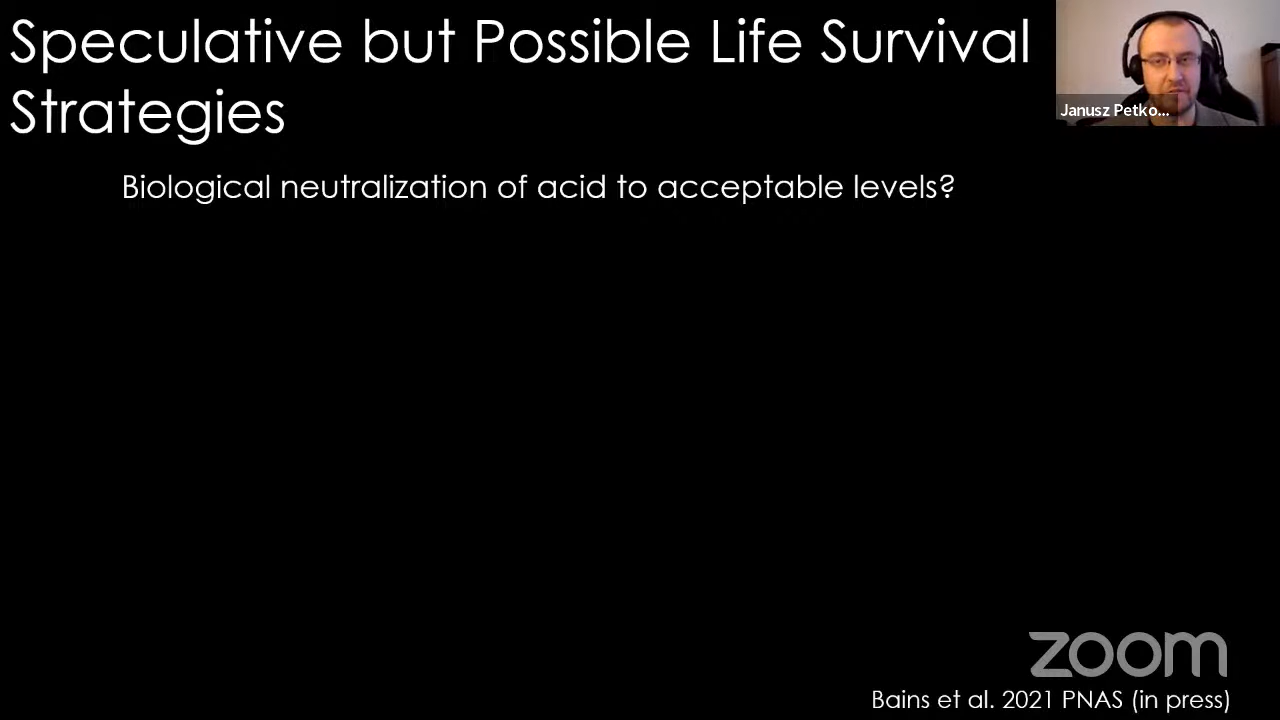 Speculative but Possible Life Survival
Strategies
Janusz Petko...
Biological neutralization of acid to acceptable levels?
zoom
Bains et al. 2021 PNAS (in press)